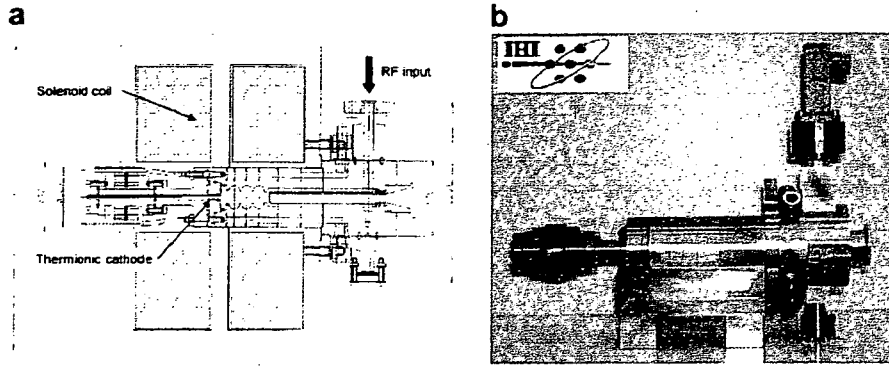 a
b
RF input
Solenoid coil
Thermionic cathode
IHI